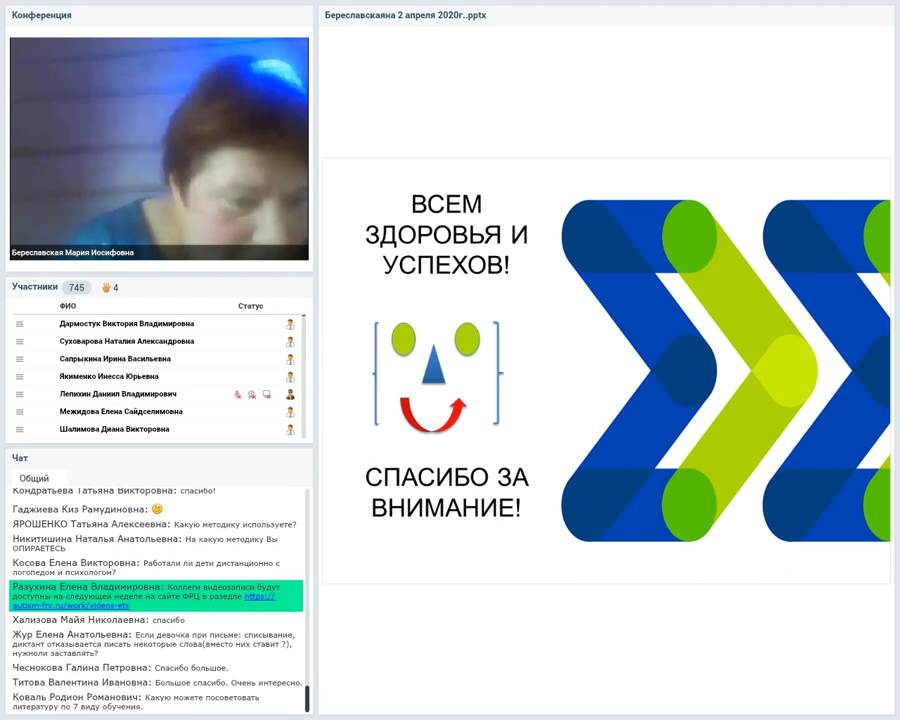 Конференция
Береславская Мария Иосифовна
Участники 745 4
ФИО Статус
Дармостук Виктория Владимировна
Суховарова Наталия Александровна
Сапрыкина Ирина Васильевна
Якименко Инесса Юрьевна
Лепихин Даниил Владимирович
Межидова Елена Сайдселимовна
Шалимова Диана Викторовна
Чат
Общий
Кондратьева Татьяна Викторовна: спасибо!
Гаджиева Киз Рамудиновна:
ЯРОШЕНКО Татьяна Алексеевна: Какую методику используете?
Никитишина Наталья Анатольевна: На какую методику Вы
ОПИРАЕТЕСЬ
Косова Елена Викторовна: Работали ли дети дистанционно с
логопедом и психологом?
Разухина Елена Владимировна: Коллеги видеозаписи будут
доступны на следующей неделе на сайте ФРЦ в разедле https://
autism-frc.ru/work/videos-etc
Хализова Майя Николаевна: спасибо
Жур Елена Анатольевна: Если девочка при письме: списывание,
диктант отказывается писать некоторые слова(вместо них ставит ?),
нужноли заставлять?
Чеснокова Галина Петровна: Спасибо большое.
Титова Валентина Ивановна: Большое спасибо. Очень интересно.
Коваль Родион Романович: Какую можете посоветовать
литературу по 7 виду обучения.
Береславскаяна 2 апреля 2020г..pptx
ВСЕМ
ЗДОРОВЬЯ И
УСПЕХОВ!
СПАСИБО ЗА
ВНИМАНИЕ!